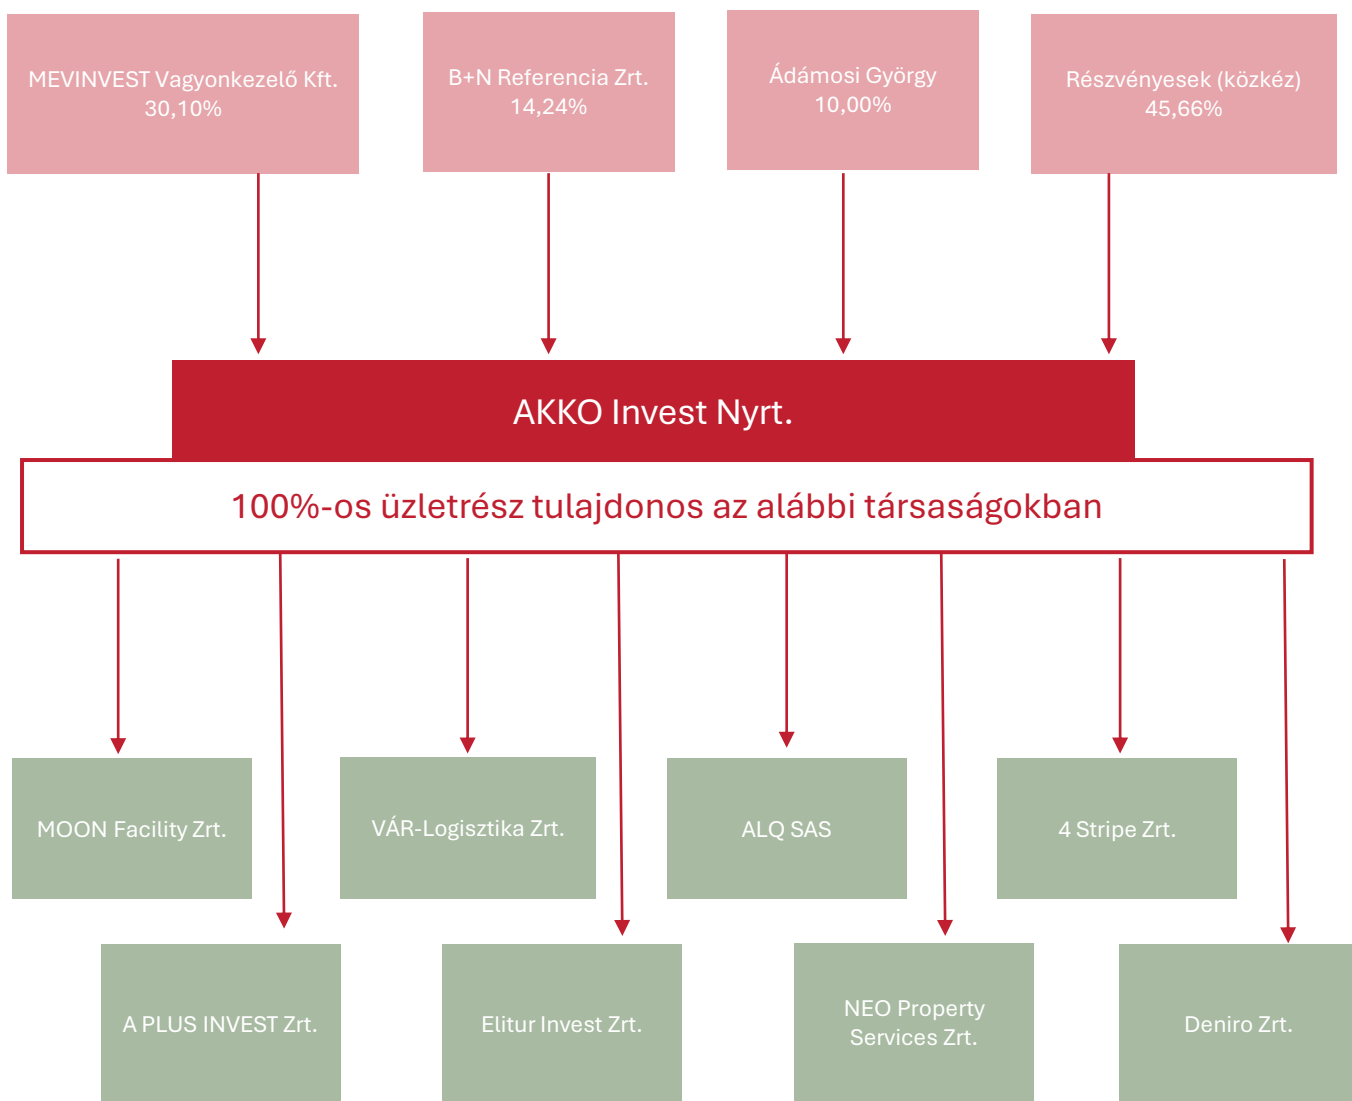 MEVINVEST Vagyonkezelő Kft.
30,10%
B+N Referencia Zrt.
14,24%
Ádámosi György
10,00%
Részvényesek (közkéz)
45,66%
AKKO Invest Nyrt.
100%-os üzletrész tulajdonos az alábbi társaságokban
MOON Facility Zrt.
VÁR-Logisztika Zrt.
ALQ SAS
4 Stripe Zrt.
A PLUS INVEST Zrt.
Elitur Invest Zrt.
NEO Property
Services Zrt.
Deniro Zrt.